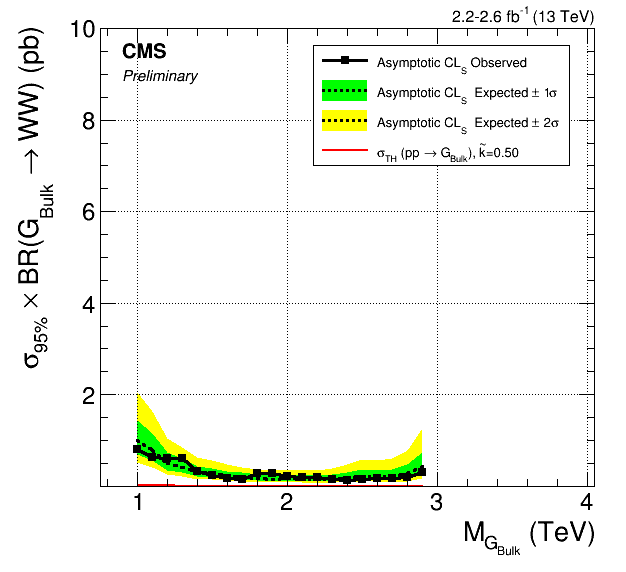 2.2-2.6 fb⁻¹ (13 TeV)
σ95% × BR(GBulk → WW) (pb)
10
8
6
4
2
CMS
Preliminary
Asymptotic CLS Observed
Asymptotic CLS Expected ± 1σ
Asymptotic CLS Expected ± 2σ
σTH (pp → GBulk), k̃=0.50
1 2 3 4
MGBulk (TeV)